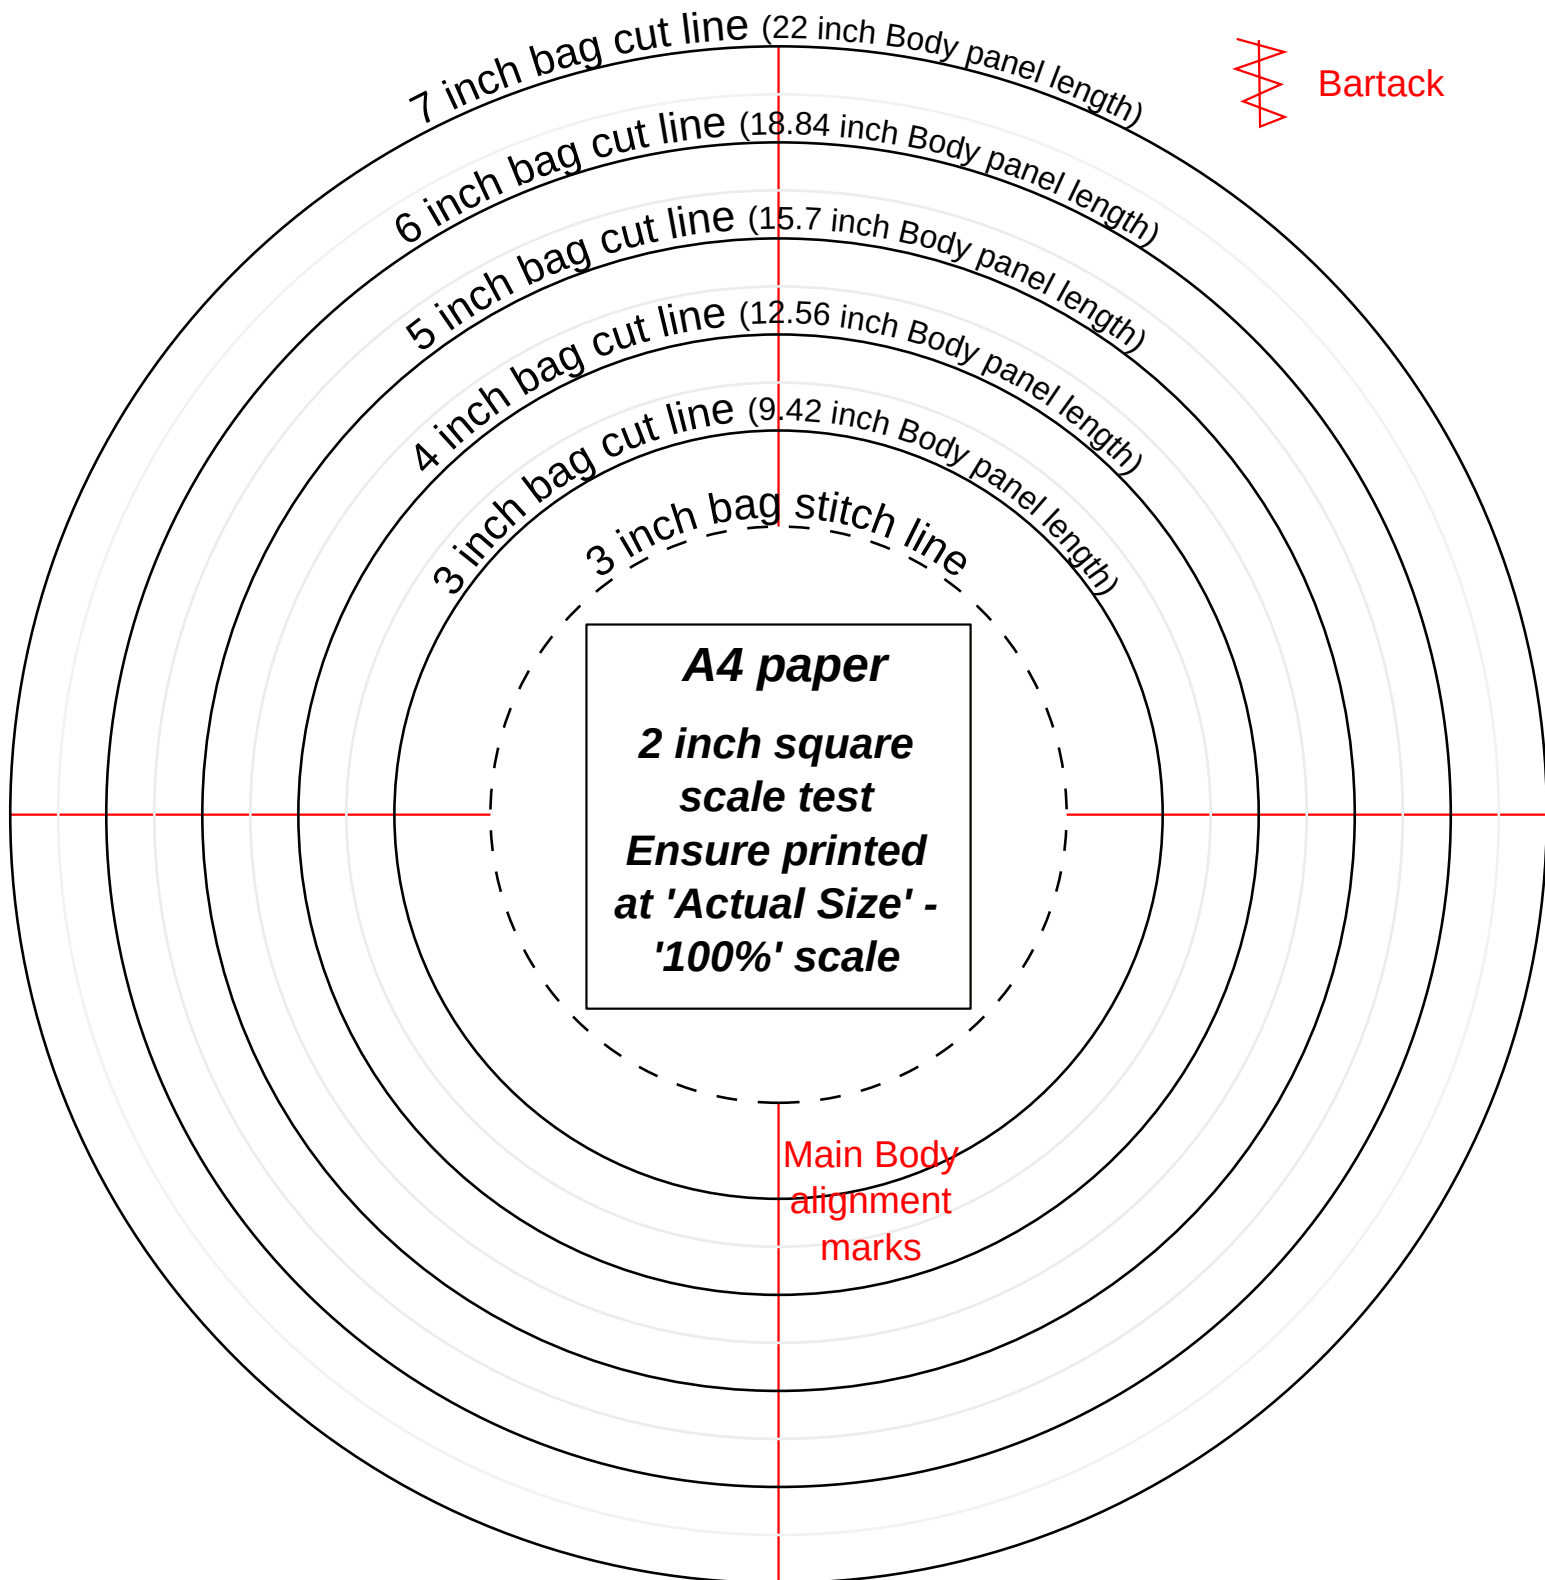 7 inch bag cut line (22 inch Body panel length)
Bartack
6 inch bag cut line (18.84 inch Body panel length)
5 inch bag cut line (15.7 inch Body panel length)
4 inch bag cut line (12.56 inch Body panel length)
3 inch bag cut line (9.42 inch Body panel length)
3 inch bag stitch line
A4 paper
2 inch square
scale test
Ensure printed
at 'Actual Size' -
'100%' scale
Main Body
alignment
marks